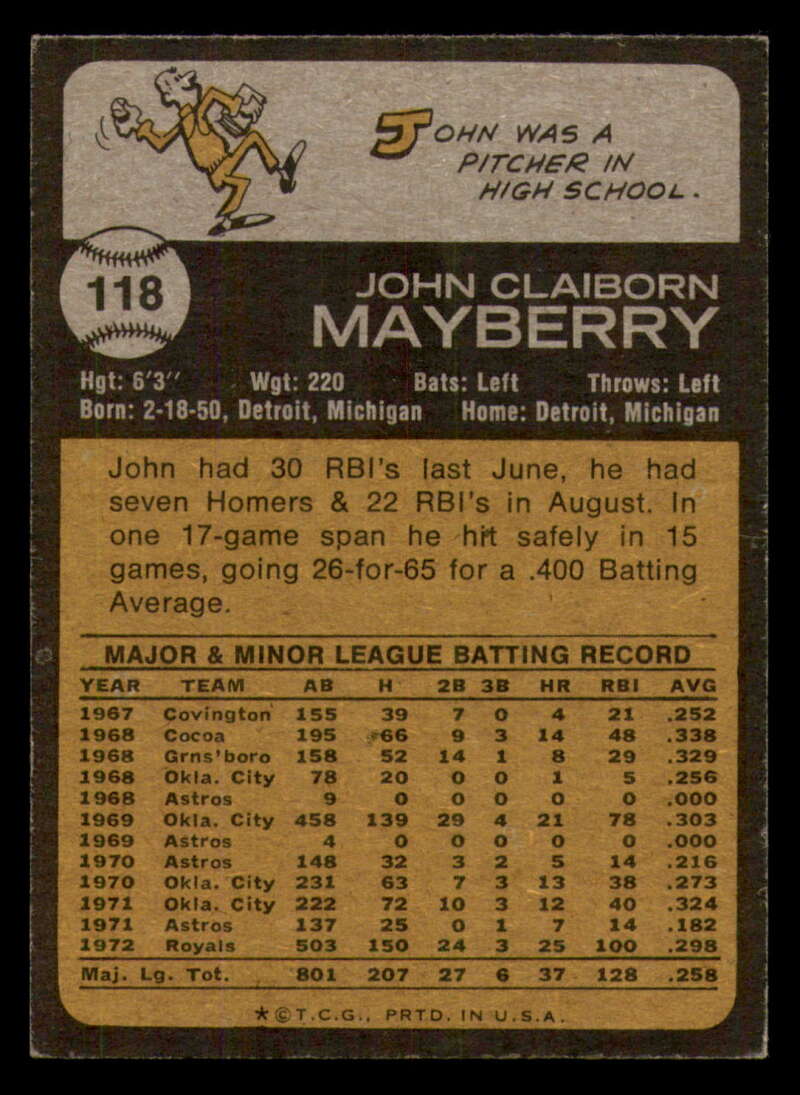 JOHN WAS A
PITCHER IN
HIGH SCHOOL.
118
JOHN CLAIBORN
MAYBERRY
Hgt: 6'3" Wgt: 220 Bats: Left Throws: Left
Born: 2-18-50, Detroit, Michigan Home: Detroit, Michigan
John had 30 RBI's last June, he had
seven Homers & 22 RBI's in August. In
one 17-game span he hit safely in 15
games, going 26-for-65 for a .400 Batting
Average.
MAJOR & MINOR LEAGUE BATTING RECORD
YEAR TEAM AB H 2B 3B HR RBI AVG
1967 Covington 155 39 7 0 4 21 .252
1968 Cocoa 195 66 9 3 14 48 .338
1968 Grns'boro 158 52 14 1 8 29 .329
1968 Okla. City 78 20 0 0 1 5 .256
1968 Astros 9 0 0 0 0 0 .000
1969 Okla. City 458 139 29 4 21 78 .303
1969 Astros 4 0 0 0 0 0 .000
1970 Astros 148 32 3 2 5 14 .216
1970 Okla. City 231 63 7 3 13 38 .273
1971 Okla. City 222 72 10 3 12 40 .324
1971 Astros 137 25 0 1 7 14 .182
1972 Royals 503 150 24 3 25 100 .298
Maj. Lg. Tot. 801 207 27 6 37 128 .258
*©T.C.G., PRTD. IN U.S.A.